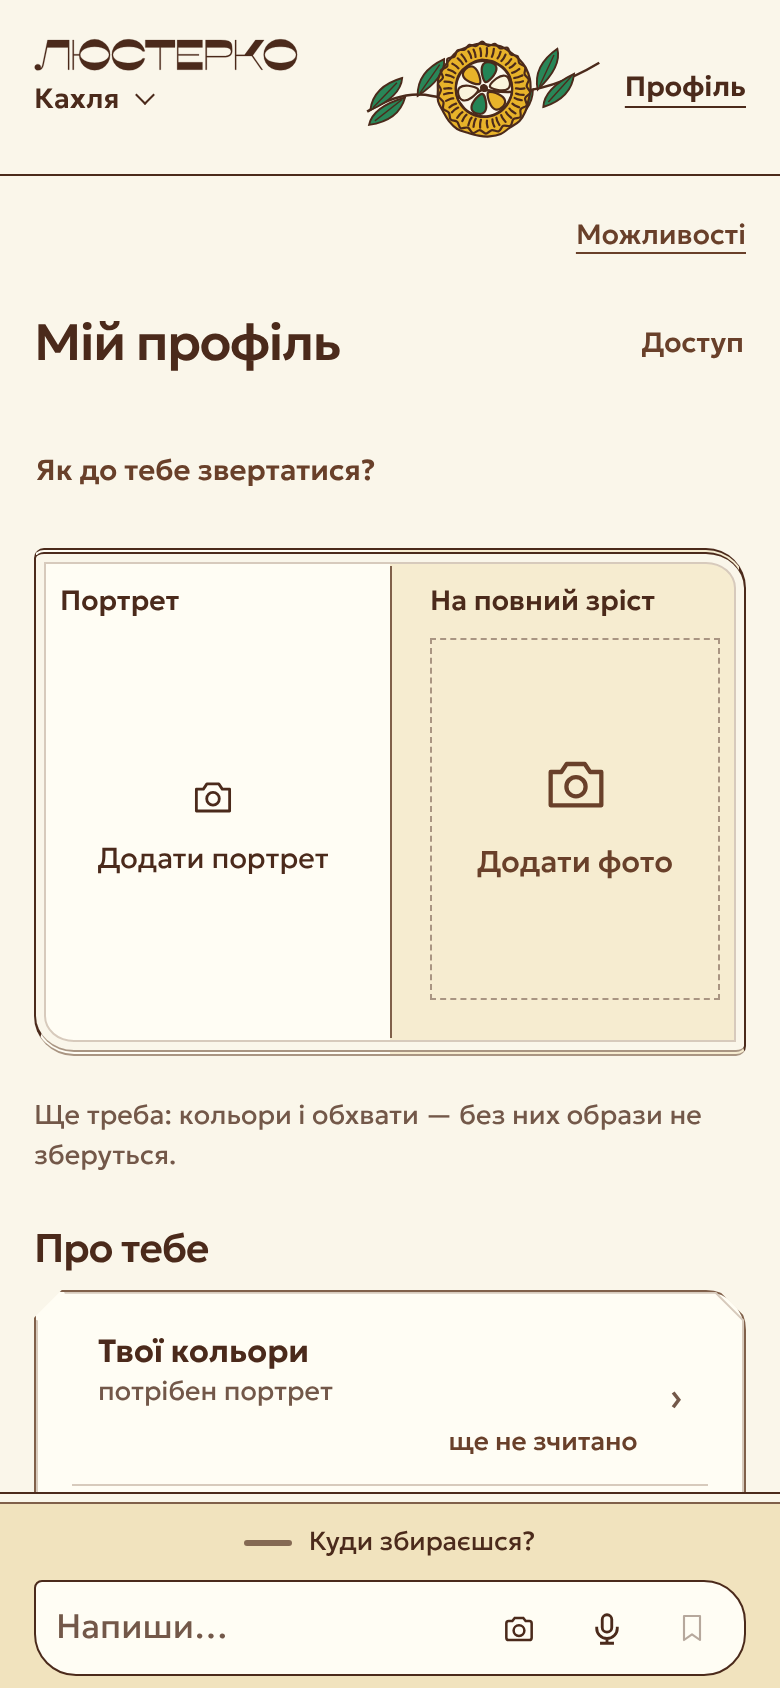 ЛЮСТЕРКО
Кахля
Профіль
Можливості
Мій профіль
Доступ
Як до тебе звертатися?
Портрет
На повний зріст
Додати портрет
Додати фото
Ще треба: кольори і обхвати — без них образи не
зберуться.
Про тебе
Твої кольори
потрібен портрет
ще не зчитано
Куди збираєшся?
Напиши...